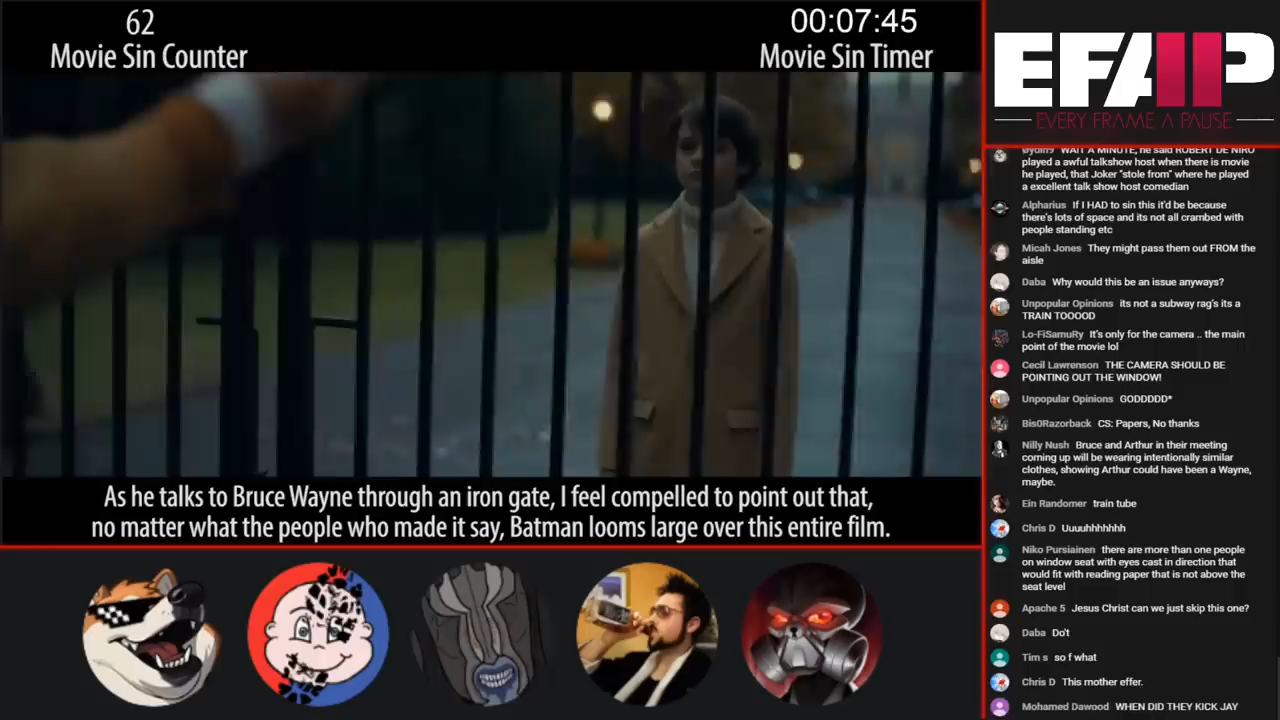 62
Movie Sin Counter
00:07:45
Movie Sin Timer
As he talks to Bruce Wayne through an iron gate, I feel compelled to point out that,
no matter what the people who made it say, Batman looms large over this entire film.
EFAP
EVERY FRAME A PAUSE
WAIT A MINUTE, he said ROBERT DE NIRO
played a awful talkshow host when there is movie
he played, that Joker "stole from" where he played
a excellent talk show host comedian
Alpharius If I HAD to sin this it'd be because
there's lots of space and its not all crambed with
people standing etc
Micah Jones They might pass them out FROM the
aisle
Daba Why would this be an issue anyways?
Unpopular Opinions its not a subway rag's its a
TRAIN TOOOOD
Lo-FiSamuRy It's only for the camera .. the main
point of the movie lol
Cecil Lawrenson THE CAMERA SHOULD BE
POINTING OUT THE WINDOW!
Unpopular Opinions GODDDDD*
Bis0Razorback CS: Papers, No thanks
Nilly Nush Bruce and Arthur in their meeting
coming up will be wearing intentionally similar
clothes, showing Arthur could have been a Wayne,
maybe.
Ein Randomer train tube
Chris D Uuuuhhhhhhh
Niko Pursiainen there are more than one people
on window seat with eyes cast in direction that
would fit with reading paper that is not above the
seat level
Apache 5 Jesus Christ can we just skip this one?
Daba Do't
Tim s so f what
Chris D This mother effer.
Mohamed Dawood WHEN DID THEY KICK JAY